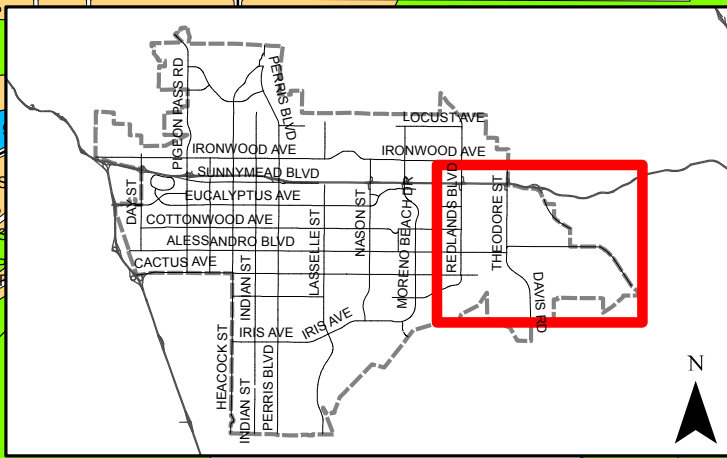 PIGEON PASS RD
PERRIS BLVD
LOCUST AVE
IRONWOOD AVE
IRONWOOD AVE
SUNNYMEAD BLVD
DAY ST
EUCALYPTUS AVE
COTTONWOOD AVE
ALESSANDRO BLVD
CACTUS AVE
LASSELLE ST
NASON ST
MORENO BEACH DR
REDLANDS BLVD
THEODORE ST
INDIAN ST
DAVIS RD
IRIS AVE
IRIS AVE
HEACOCK ST
INDIAN ST
PERRIS BLVD
N